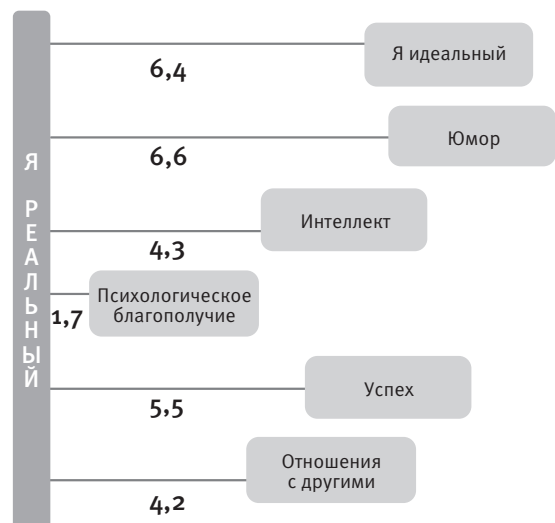 Я РЕАЛЬНЫЙ
Я идеальный
6,4
Юмор
6,6
Интеллект
4,3
Психологическое
благополучие
1,7
Успех
5,5
Отношения
с другими
4,2